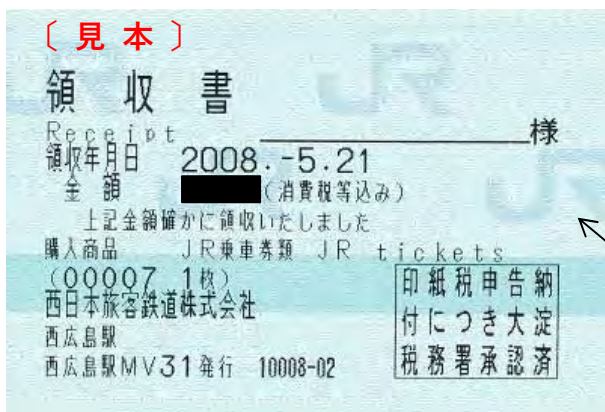 〔見本〕
領収書
Receipt
様
領収年月日 2008.-5.21
金額 (消費税等込み)
上記金額確かに領収いたしました
購入商品 JR乗車券類 JR tickets
(00007 1枚)
西日本旅客鉄道株式会社
西広島駅
西広島駅MV31発行 10008-02
印紙税申告納
付につき大淀
税務署承認済